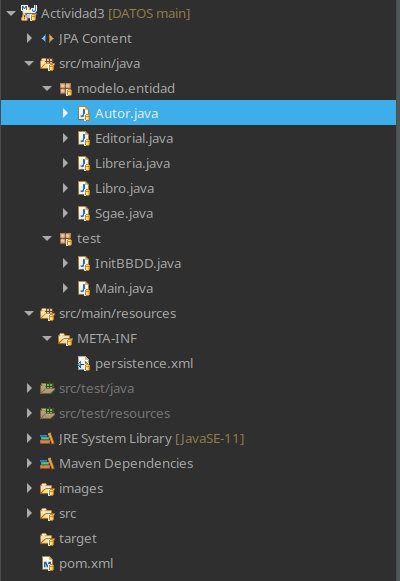 Actividad3 [DATOS main]
JPA Content
src/main/java
modelo.entidad
Autor.java
Editorial.java
Libreria.java
Libro.java
Sgae.java
test
InitBBDD.java
Main.java
src/main/resources
META-INF
persistence.xml
src/test/java
src/test/resources
JRE System Library [JavaSE-11]
Maven Dependencies
images
src
target
pom.xml